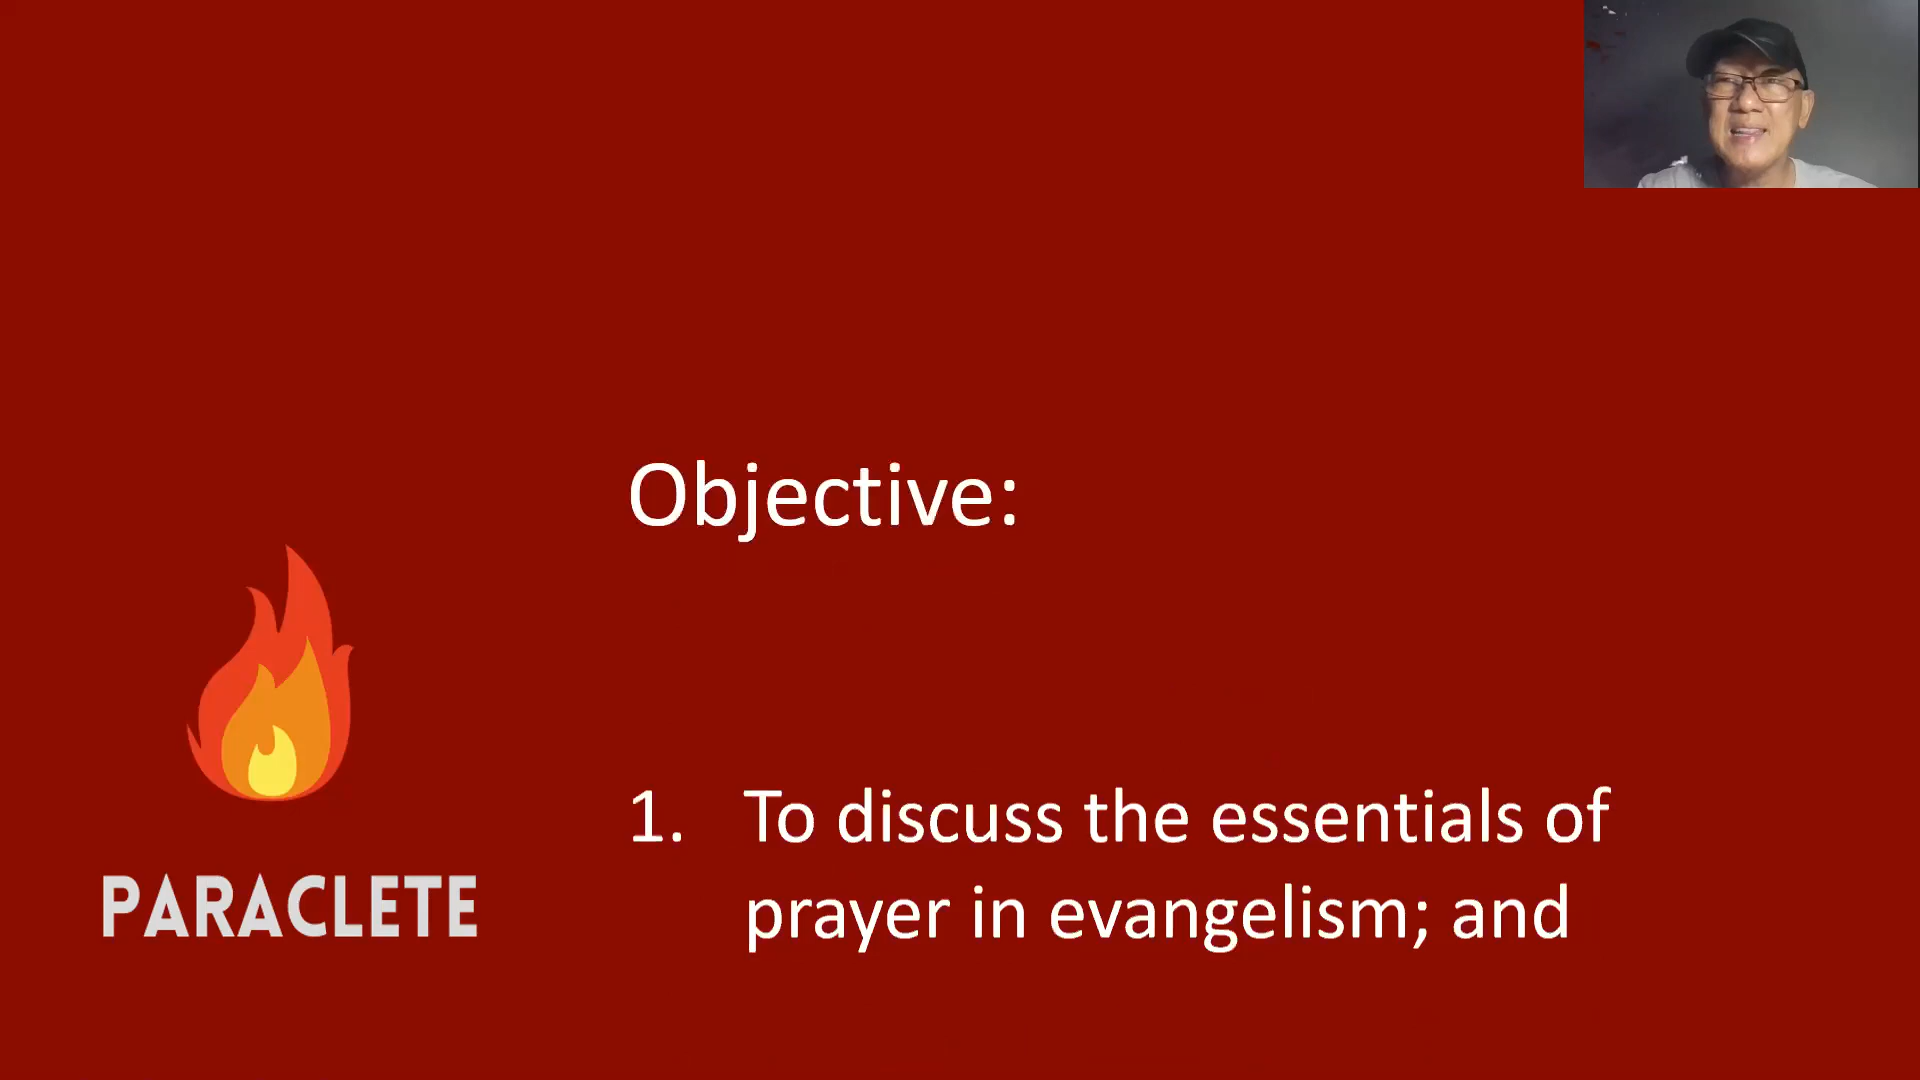 Objective:
1. To discuss the essentials of
prayer in evangelism; and
PARACLETE